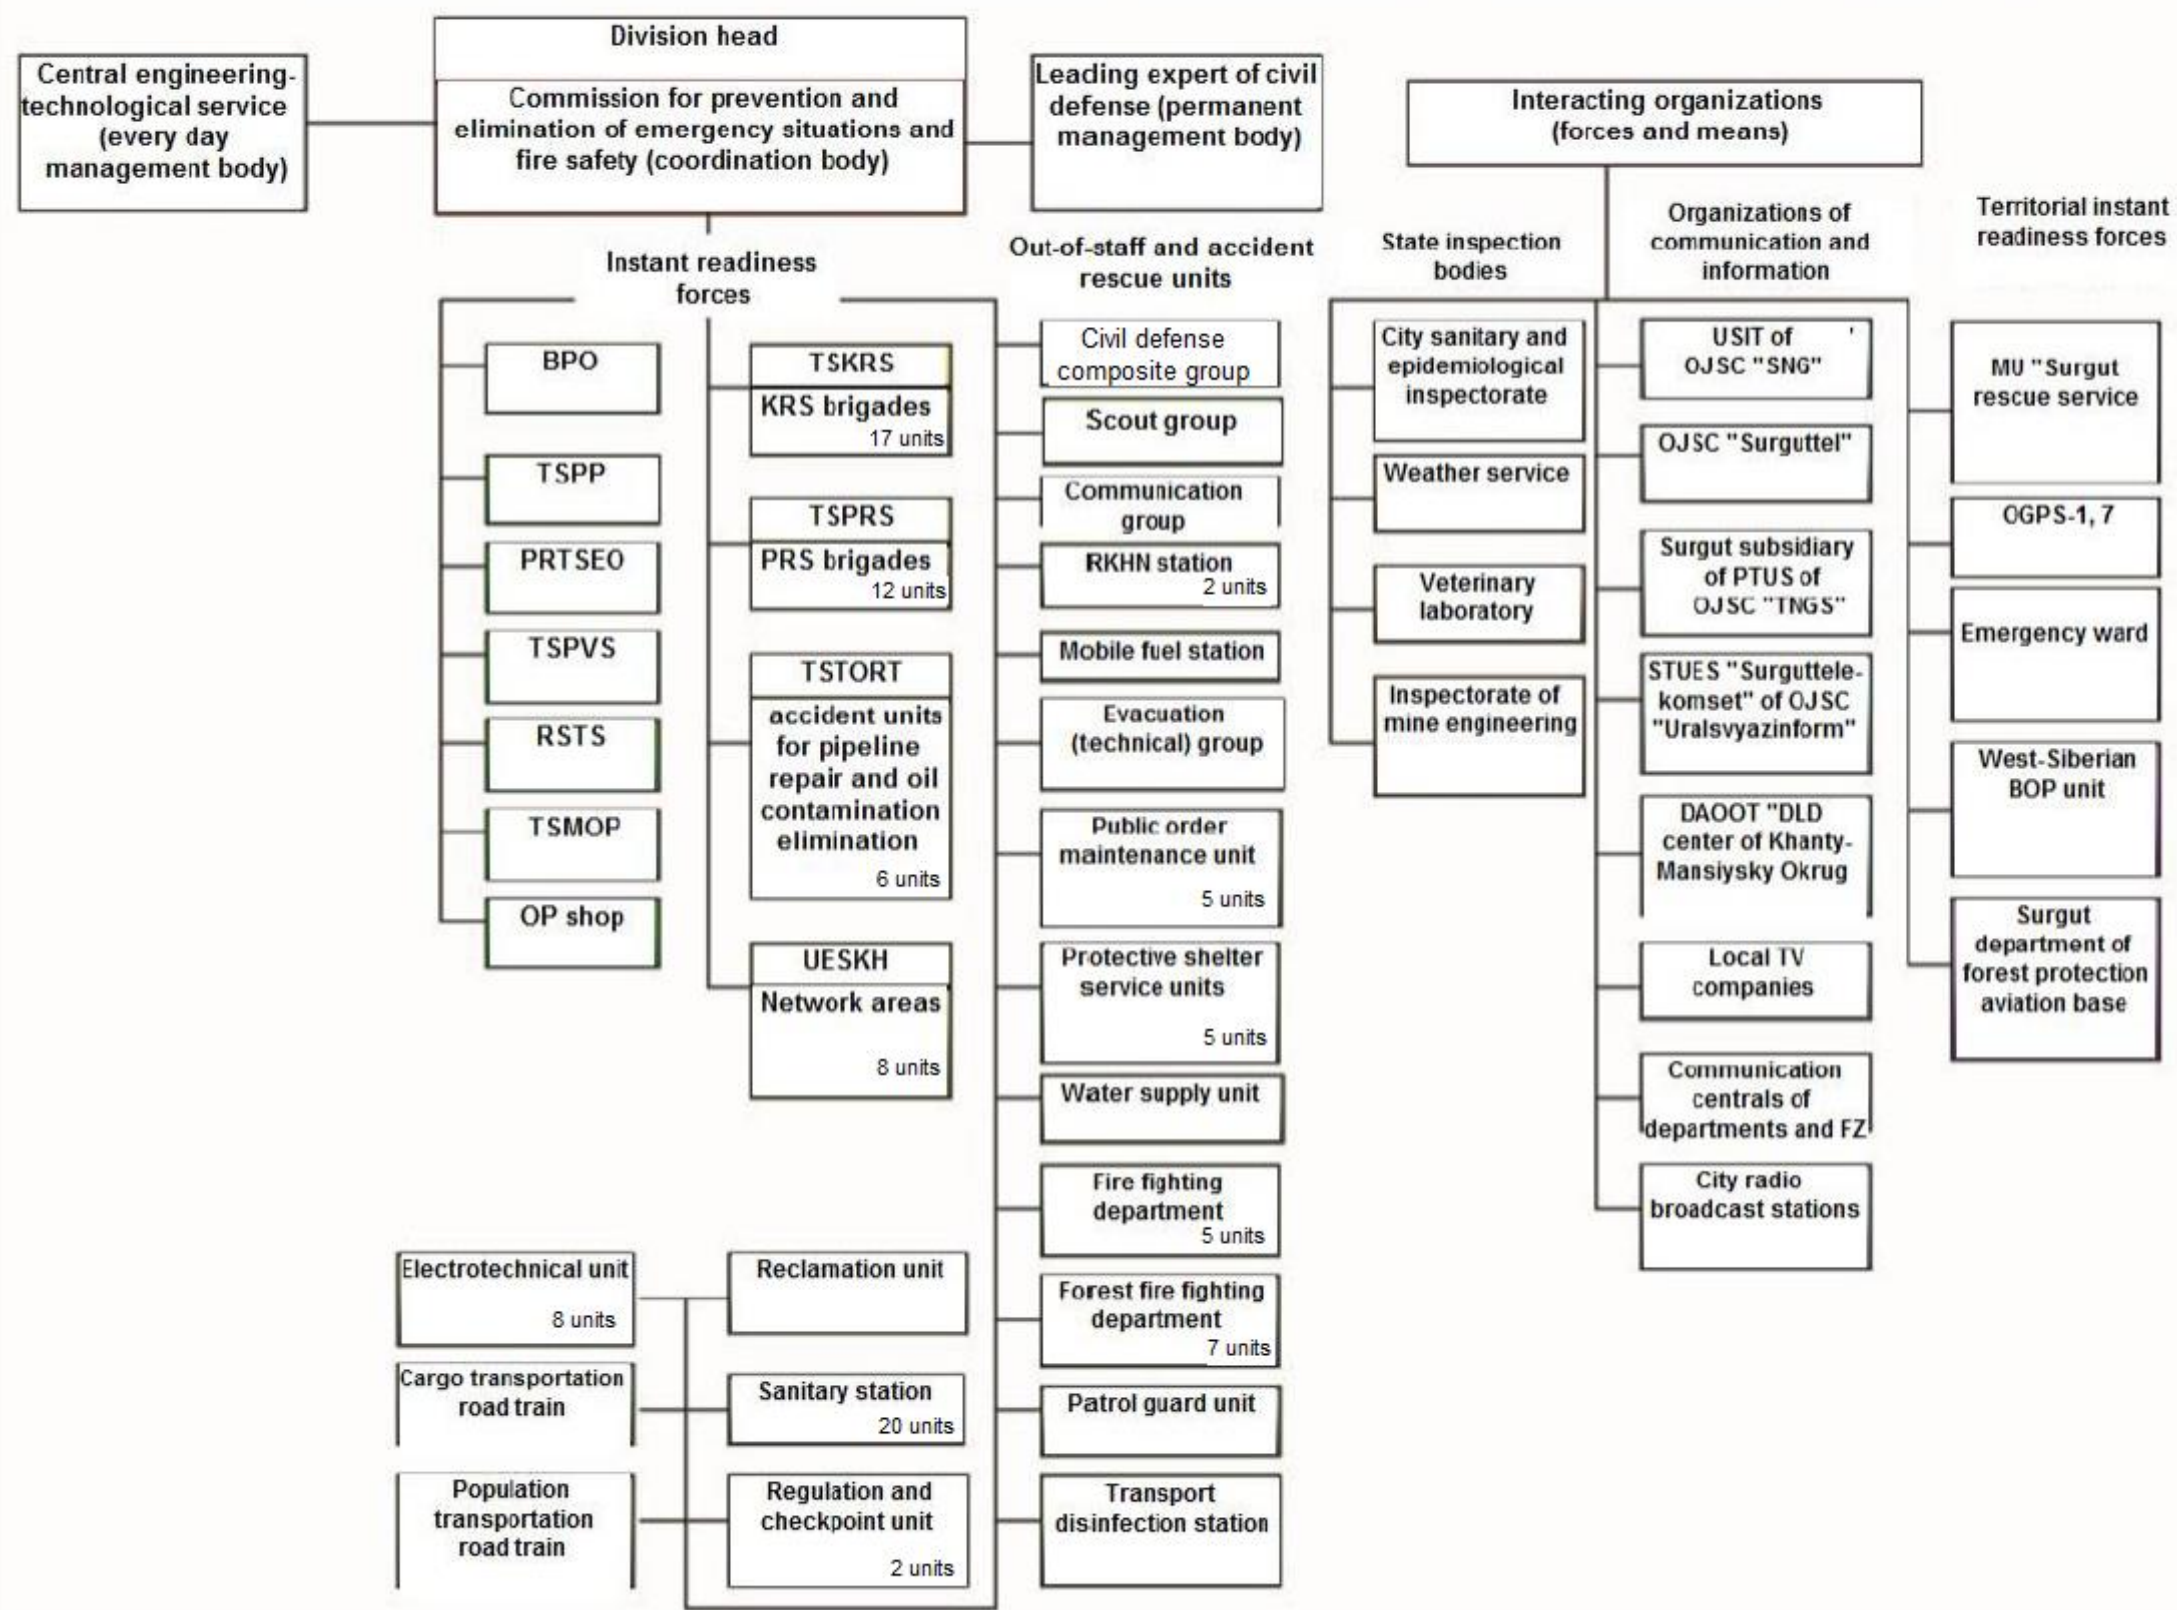 Division head
Central engineering-
technological service
(every day
management body)
Commission for prevention and
elimination of emergency situations and
fire safety (coordination body)
Leading expert of civil
defense (permanent
management body)
Interacting organizations
(forces and means)
Instant readiness
forces
BPO
TSPP
PRTSEO
TSPVS
RSTS
TSMOP
OP shop
TSKRS
KRS brigades
17 units
TSPRS
PRS brigades
12 units
TSTORT
accident units
for pipeline
repair and oil
contamination
elimination
6 units
UESKH
Network areas
8 units
Out-of-staff and accident
rescue units
Civil defense
composite group
Scout group
Communication
group
RKHN station
2 units
Mobile fuel station
Evacuation
(technical) group
Public order
maintenance unit
5 units
Protective shelter
service units
5 units
Water supply unit
Fire fighting
department
5 units
Forest fire fighting
department
7 units
Patrol guard unit
Transport
disinfection station
Electrotechnical unit
8 units
Cargo transportation
road train
Population
transportation
road train
Reclamation unit
Sanitary station
20 units
Regulation and
checkpoint unit
2 units
State inspection
bodies
City sanitary and
epidemiological
inspectorate
Weather service
Veterinary
laboratory
Inspectorate of
mine engineering
Organizations of
communication and
information
USIT of
OJSC "SNG"
OJSC "Surguttel"
Surgut subsidiary
of PTUS of
OJSC "TNGS"
STUES "Surguttele-
komset" of OJSC
"Uralsvyazinform"
DAOOT "DLD
center of Khanty-
Mansiysky Okrug
Local TV
companies
Communication
centrals of
departments and FZ
City radio
broadcast stations
Territorial instant
readiness forces
MU "Surgut
rescue service
OGPS-1, 7
Emergency ward
West-Siberian
BOP unit
Surgut
department of
forest protection
aviation base